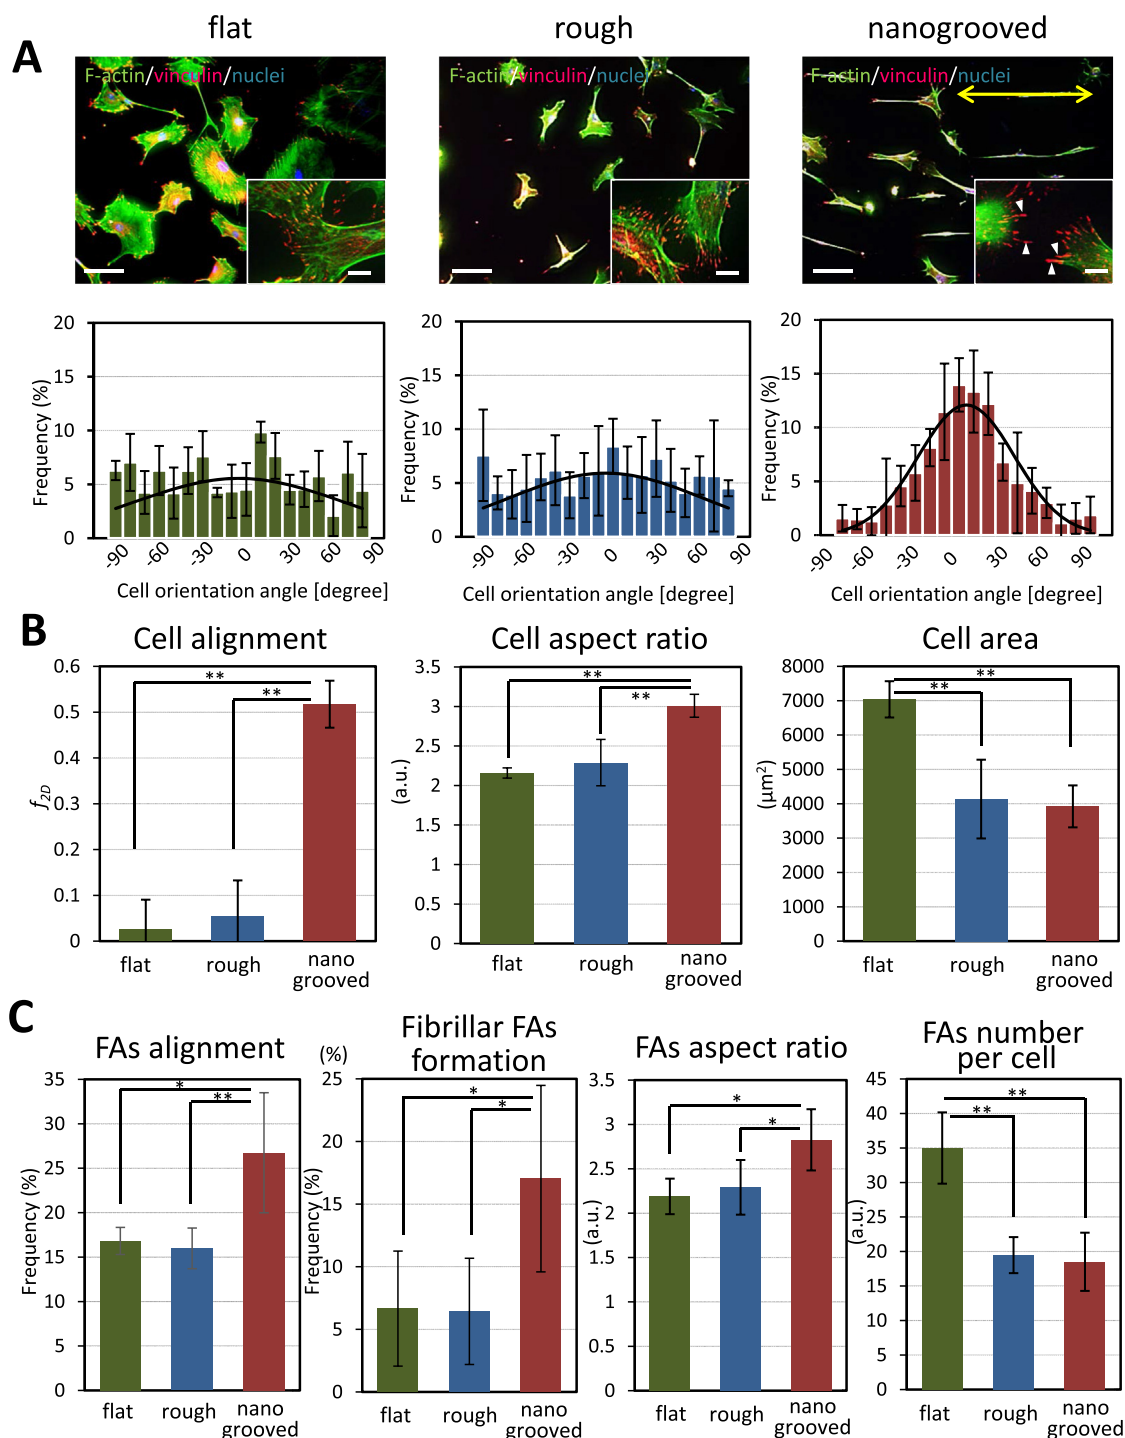 flat
rough
nanogrooved
A
F-actin/vinculin/nuclei
F-actin/vinculin/nuclei
F-actin/vinculin/nuclei
Frequency (%)
20
15
10
5
0
-90
-60
-30
0
30
60
90
Cell orientation angle [degree]
Frequency (%)
20
15
10
5
0
-90
-60
-30
0
30
60
90
Cell orientation angle [degree]
Frequency (%)
20
15
10
5
0
-90
-60
-30
0
30
60
90
Cell orientation angle [degree]
B
Cell alignment
f2D
0.6
0.5
0.4
0.3
0.2
0.1
0
**
**
flat
rough
nano
grooved
Cell aspect ratio
(a.u.)
3.5
3
2.5
2
1.5
1
0.5
0
**
**
flat
rough
nano
grooved
Cell area
(μm²)
8000
7000
6000
5000
4000
3000
2000
1000
0
**
**
flat
rough
nano
grooved
C
FAs alignment
Frequency (%)
35
30
25
20
15
10
5
0
*
**
flat
rough
nano
grooved
Fibrillar FAs
formation
(%)
Frequency (%)
25
20
15
10
5
0
*
*
flat
rough
nano
grooved
FAs aspect ratio
(a.u.)
3.5
3
2.5
2
1.5
1
0.5
0
*
*
flat
rough
nano
grooved
FAs number
per cell
(a.u.)
45
40
35
30
25
20
15
10
5
0
**
**
flat
rough
nano
grooved